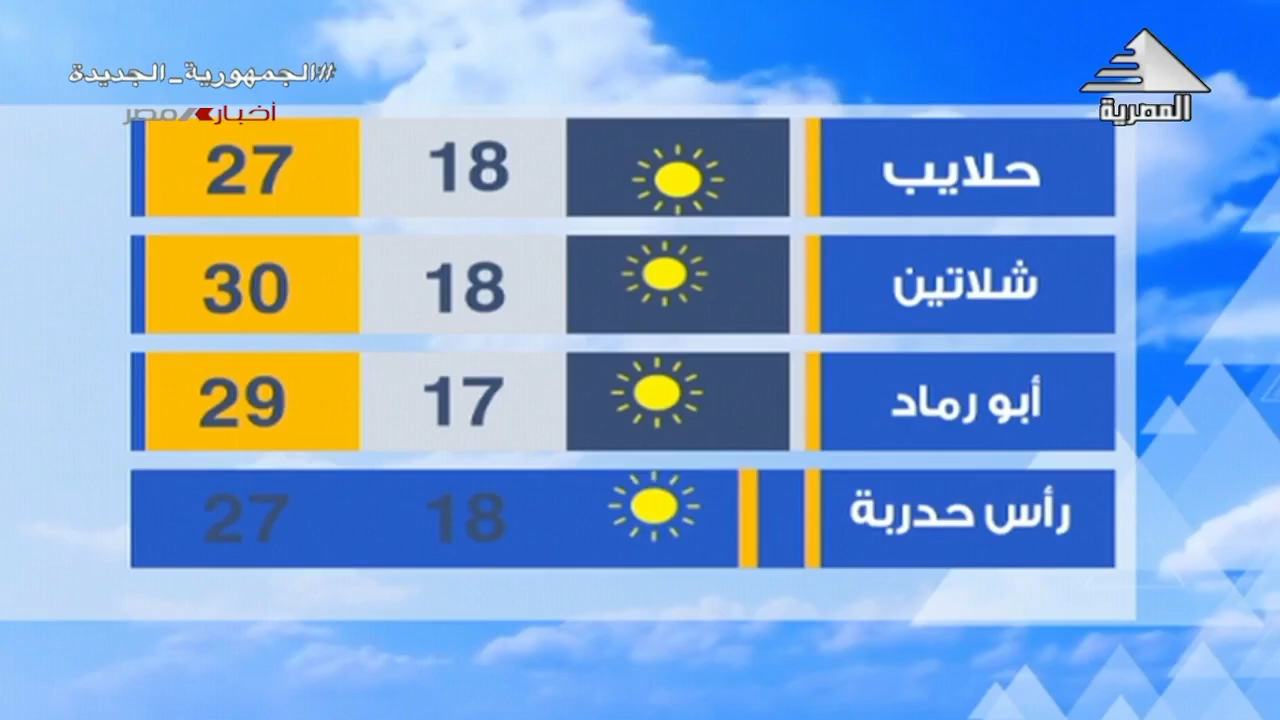 #الجمهورية_الجديدة
المصرية
أخبار مصر
حلايب 18 27
شلاتين 18 30
أبو رماد 17 29
رأس حدربة 18 27